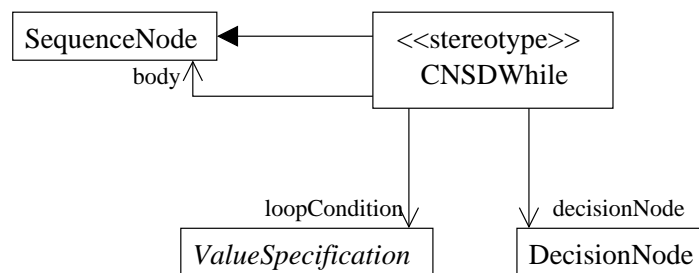 SequenceNode
<<stereotype>>
CNSDWhile
body
loopCondition
decisionNode
ValueSpecification
DecisionNode